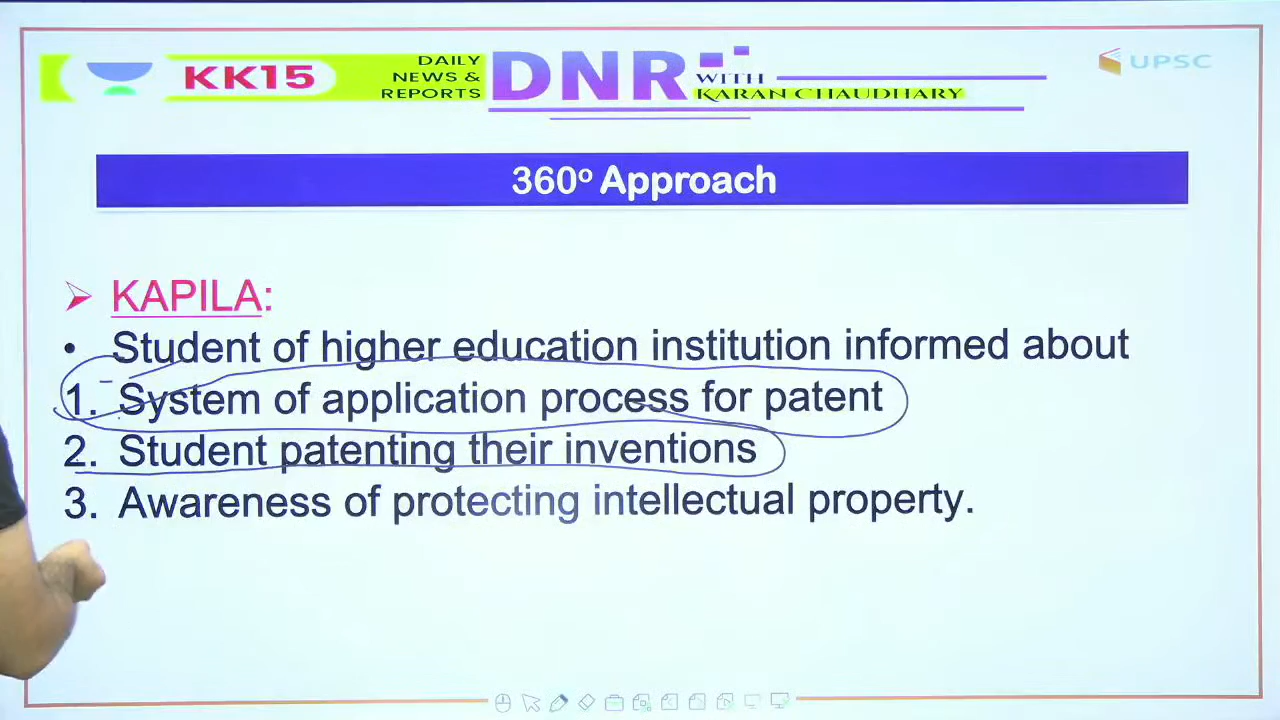 KK15
DAILY
NEWS &
REPORTS
DNR
WITH
KARAN CHAUDHARY
UPSC
360º Approach
➢ KAPILA:
• Student of higher education institution informed about
1. System of application process for patent
2. Student patenting their inventions
3. Awareness of protecting intellectual property.